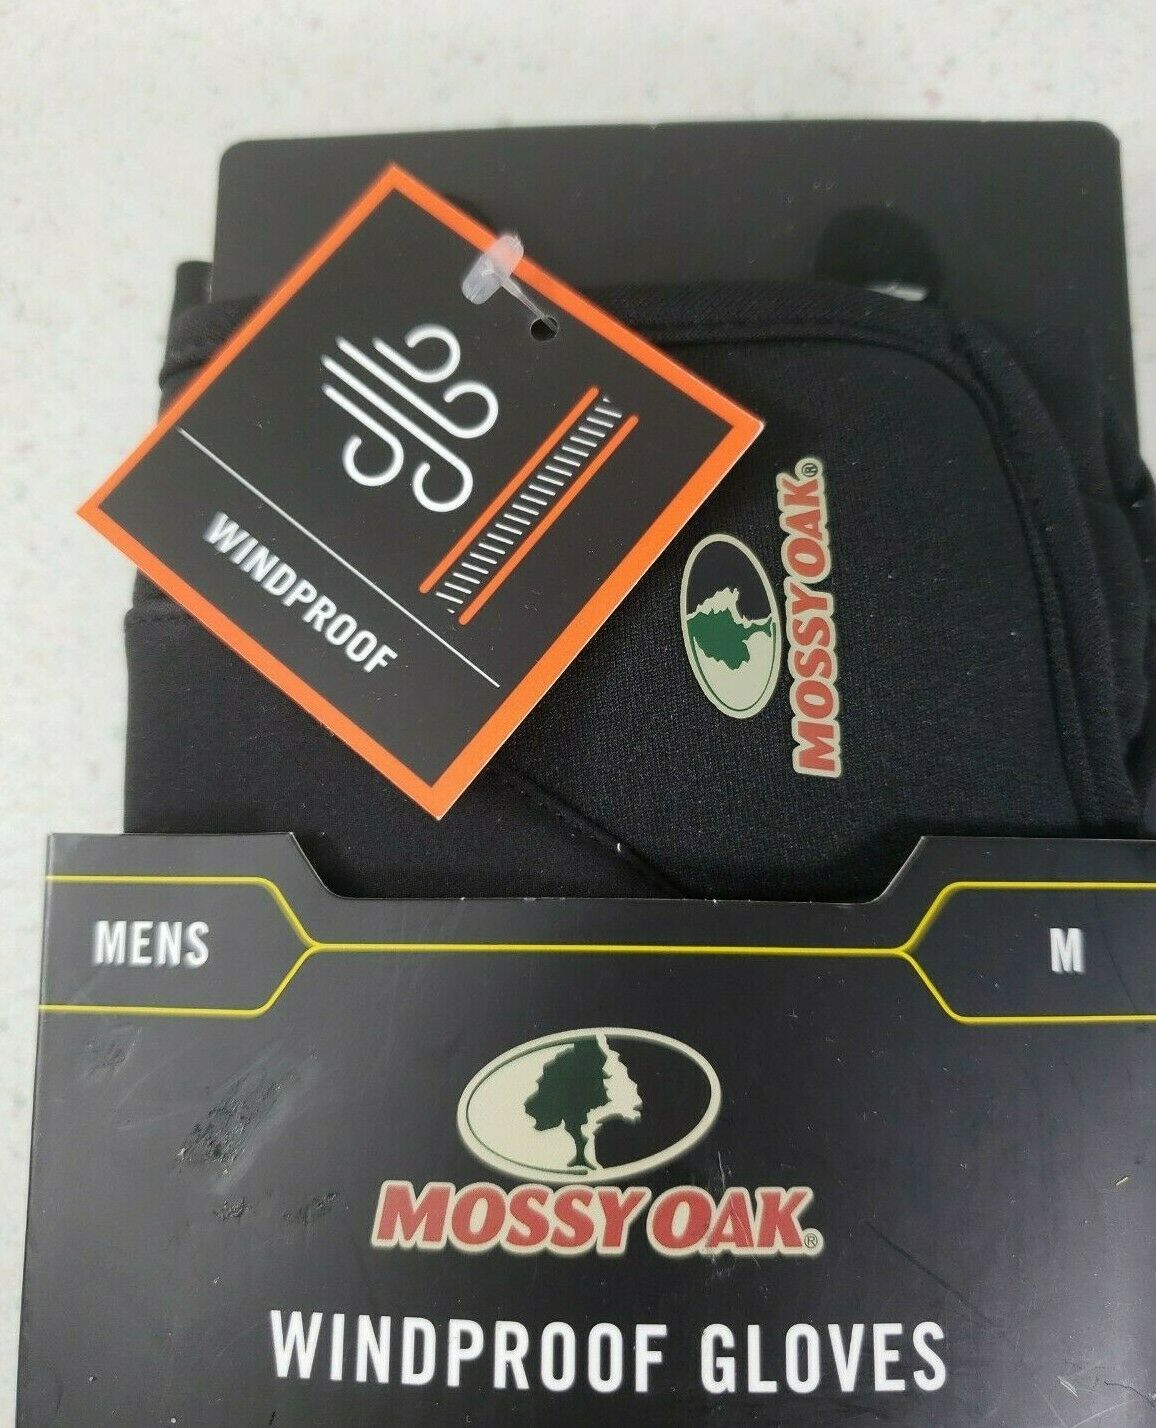 WINDPROOF
MOSSY OAK®
MENS
M
MOSSY OAK®
WINDPROOF GLOVES